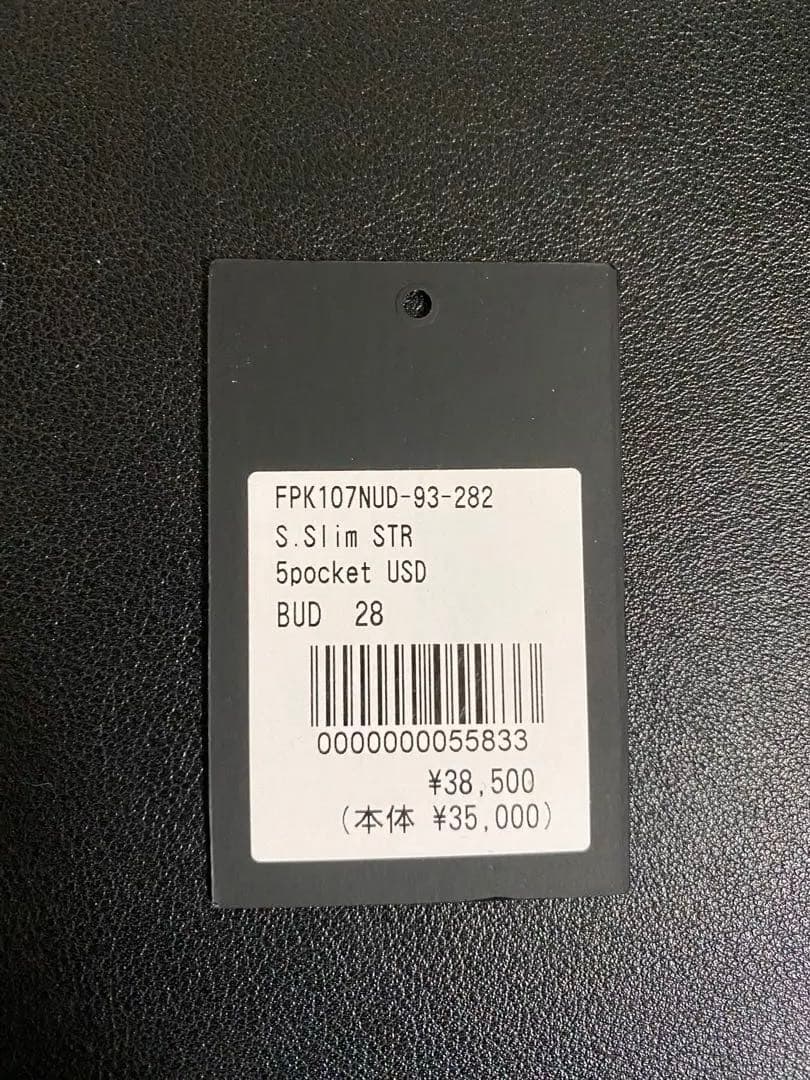 FPK107NUD-93-282
S.Slim STR
5pocket USD
BUD 28
0000000055833
¥38,500
(本体 ¥35,000)